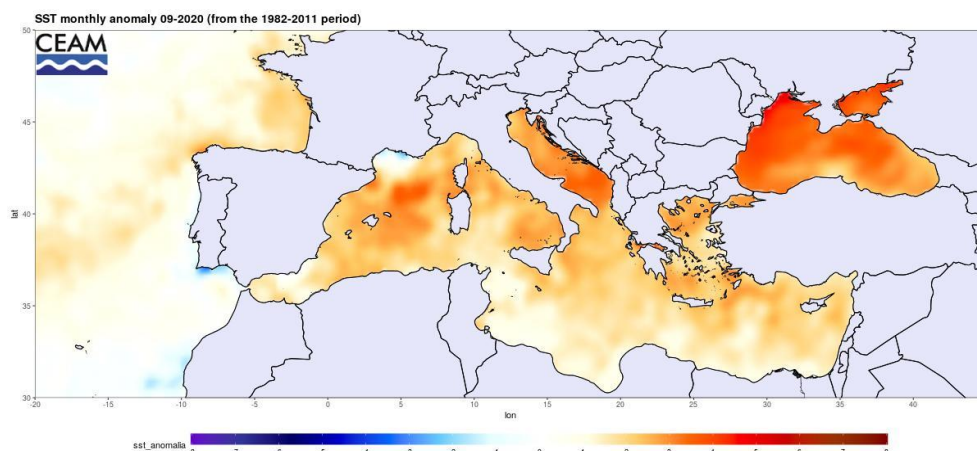 SST monthly anomaly 09-2020 (from the 1982-2011 period)
CEAM
50
45
lat
40
35
30
-20 -15 -10 -5 0 5 10 15 20 25 30 35 40
lon
sst_anomalia